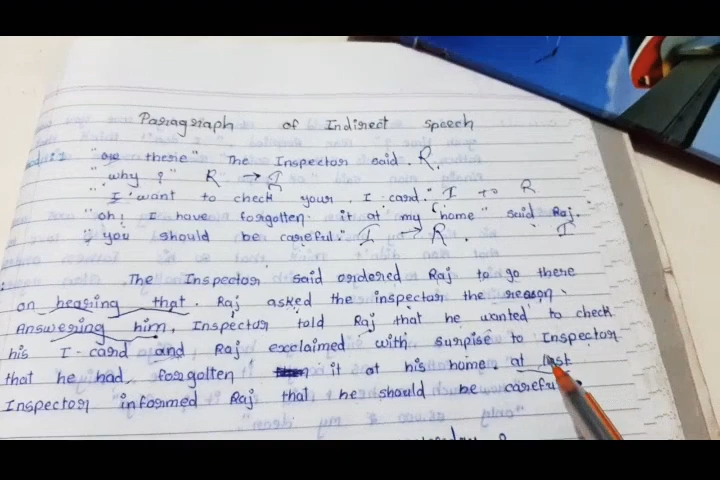 Paragraph of Indirect speech
"Go there" The Inspector said. R.
"Why ?" R → I
"I want to check your I card." I to R
"oh! I have forgotten it at my home" said Raj.
"you should be careful." I → R. I
The Inspector said ordered Raj to go there
on hearing that. Raj asked the inspector the reason.
Answering him, Inspector told Raj that he wanted to check
his I-card and Raj exclaimed with surpise to Inspector
that he had forgotten it at his home. at last
Inspector informed Raj that he should be careful.